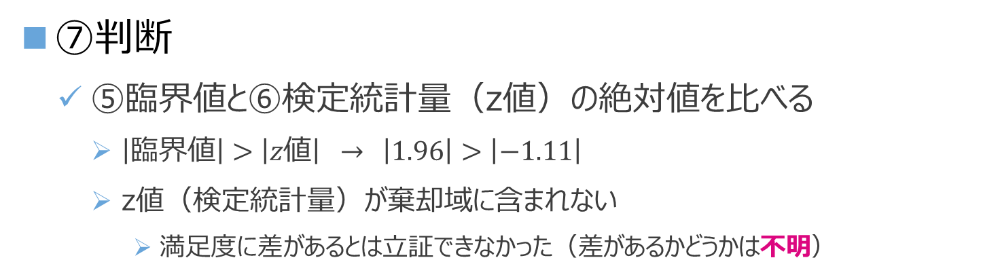 ■ ⑦判断
✓ ⑤臨界値と⑥検定統計量（z値）の絶対値を比べる
➢ |臨界値| > |z値| → |1.96| > |−1.11|
➢ z値（検定統計量）が棄却域に含まれない
➢ 満足度に差があるとは立証できなかった（差があるかどうかは不明）